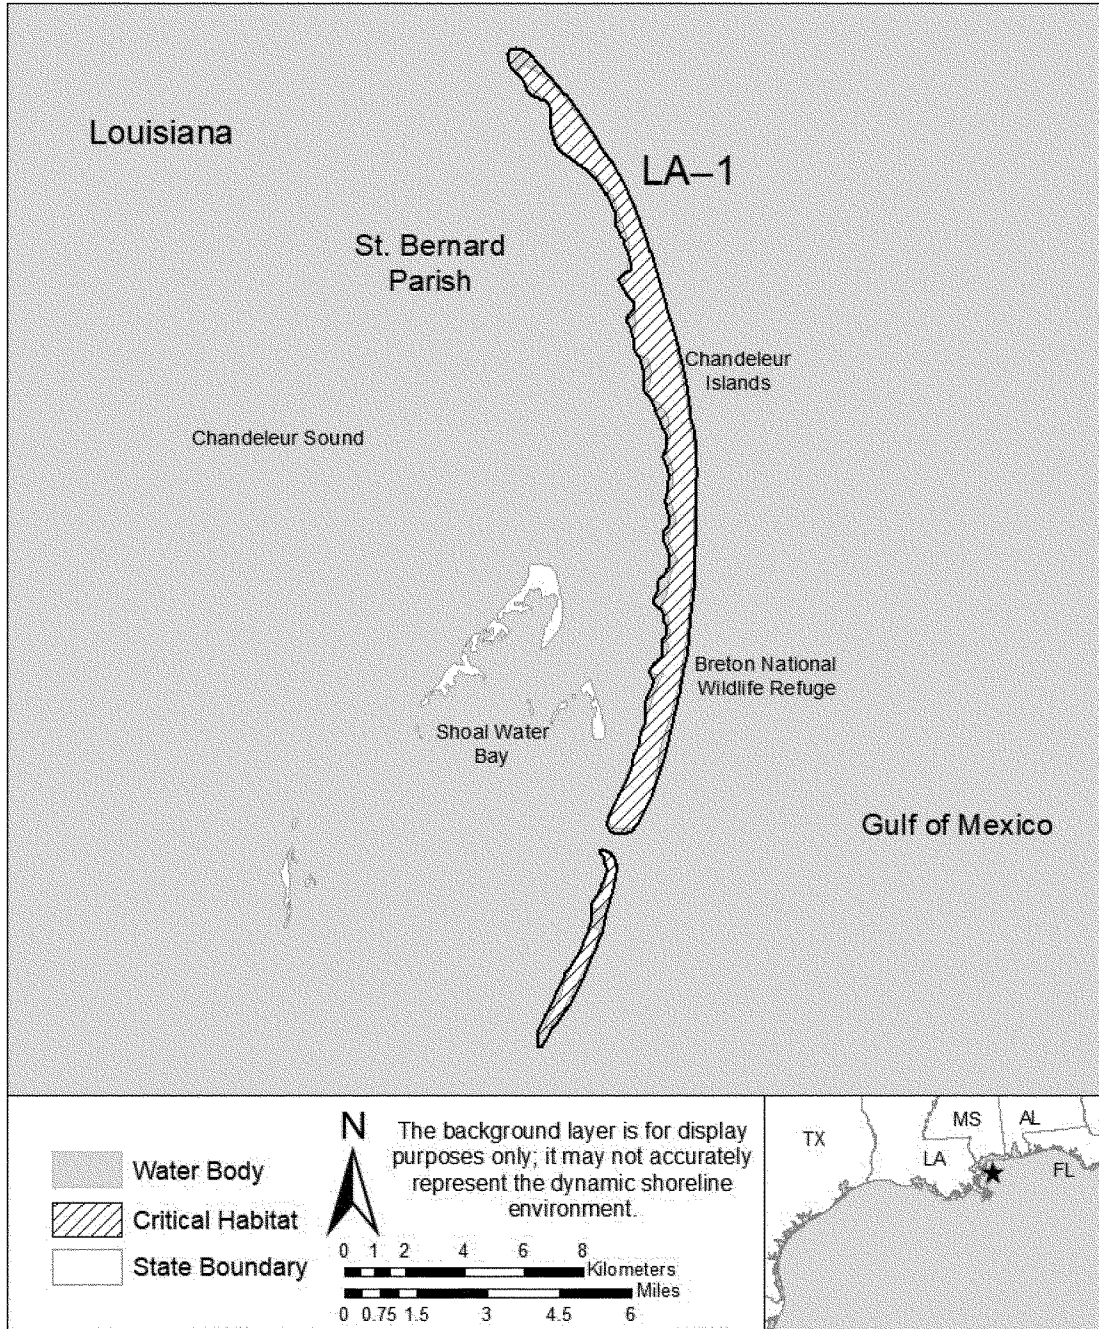 Louisiana
LA–1
St. Bernard
Parish
Chandeleur
Islands
Chandeleur Sound
Breton National
Wildlife Refuge
Shoal Water
Bay
Gulf of Mexico
Water Body
Critical Habitat
State Boundary
N
The background layer is for display
purposes only; it may not accurately
represent the dynamic shoreline
environment.
0 1 2 4 6 8
Kilometers
Miles
0 0.75 1.5 3 4.5 6
TX
LA
MS
AL
FL